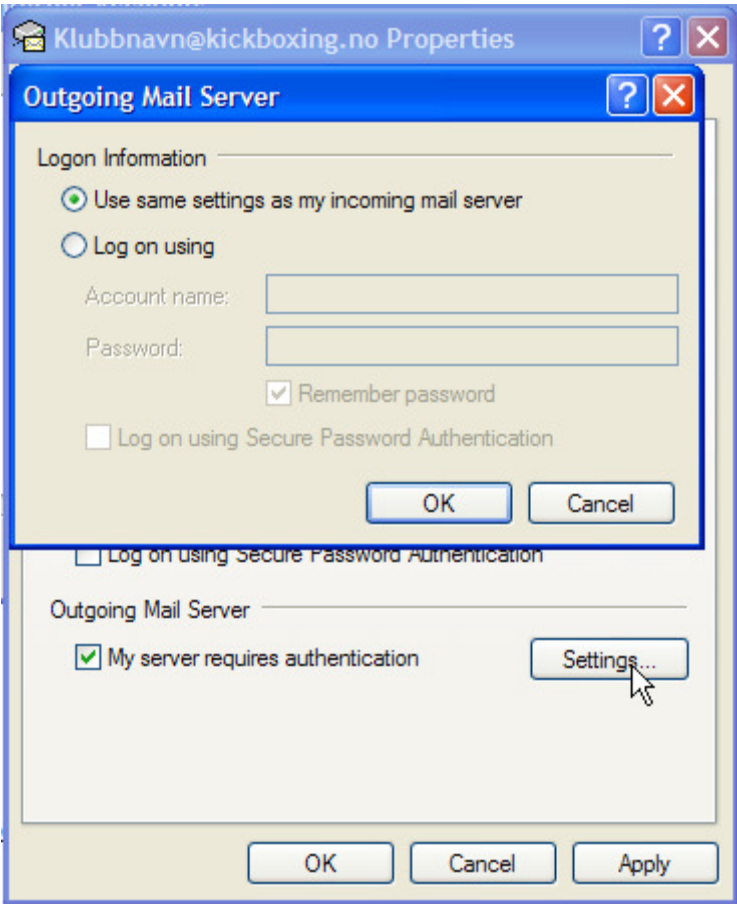 Klubbnavn@kickboxing.no Properties
Outgoing Mail Server
Logon Information
Use same settings as my incoming mail server
Log on using
Account name:
Password:
Remember password
Log on using Secure Password Authentication
OK Cancel
Log on using Secure Password Authentication
Outgoing Mail Server
My server requires authentication Settings...
OK Cancel Apply